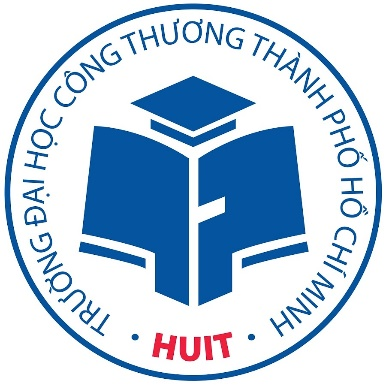 TRƯỜNG ĐẠI HỌC CÔNG THƯƠNG THÀNH PHỐ HỒ CHÍ MINH
• HUIT •